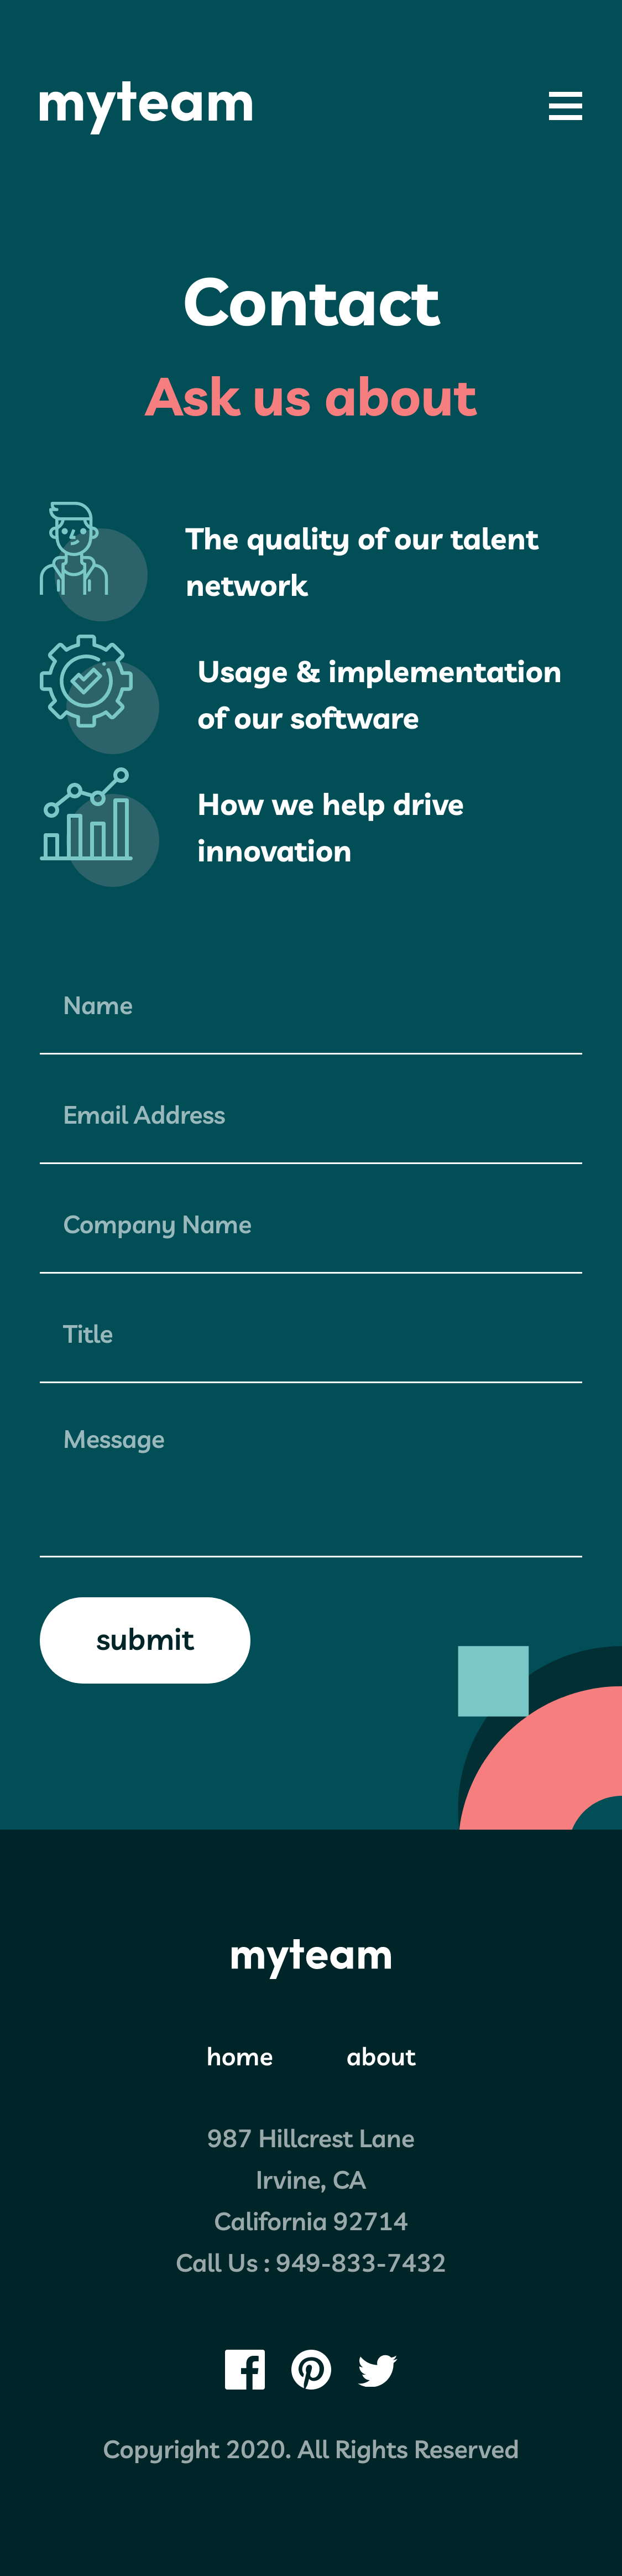 myteam
Contact
Ask us about
The quality of our talent
network
Usage & implementation
of our software
How we help drive
innovation
Name
Email Address
Company Name
Title
Message
submit
myteam
home about
987 Hillcrest Lane
Irvine, CA
California 92714
Call Us : 949-833-7432
Copyright 2020. All Rights Reserved